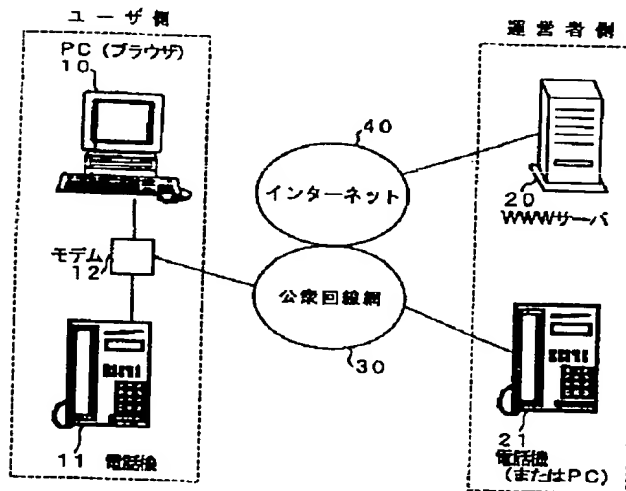 ユーザ側
PC(ブラウザ)
10
モデム
12
11 電話機
40
インターネット
公衆回線網
30
運営者側
20
WWWサーバ
21
電話機
(またはPC)